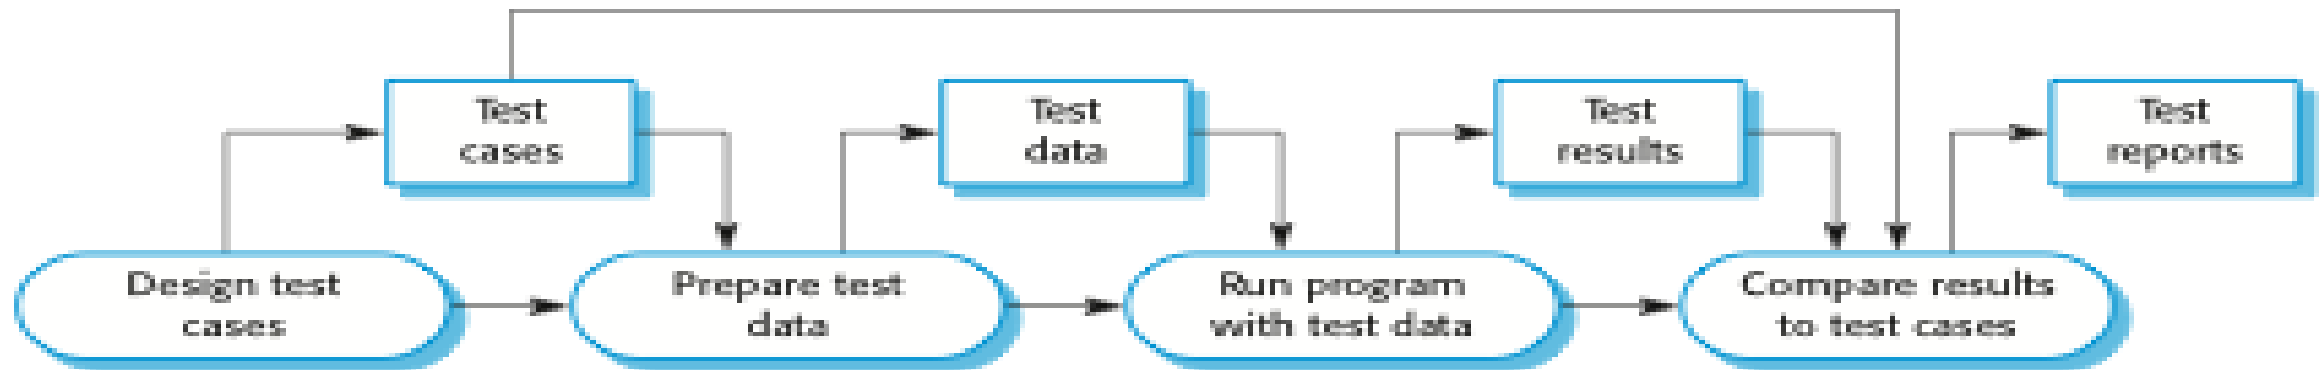 Test
cases
Test
data
Test
results
Test
reports
Design test
cases
Prepare test
data
Run program
with test data
Compare results
to test cases